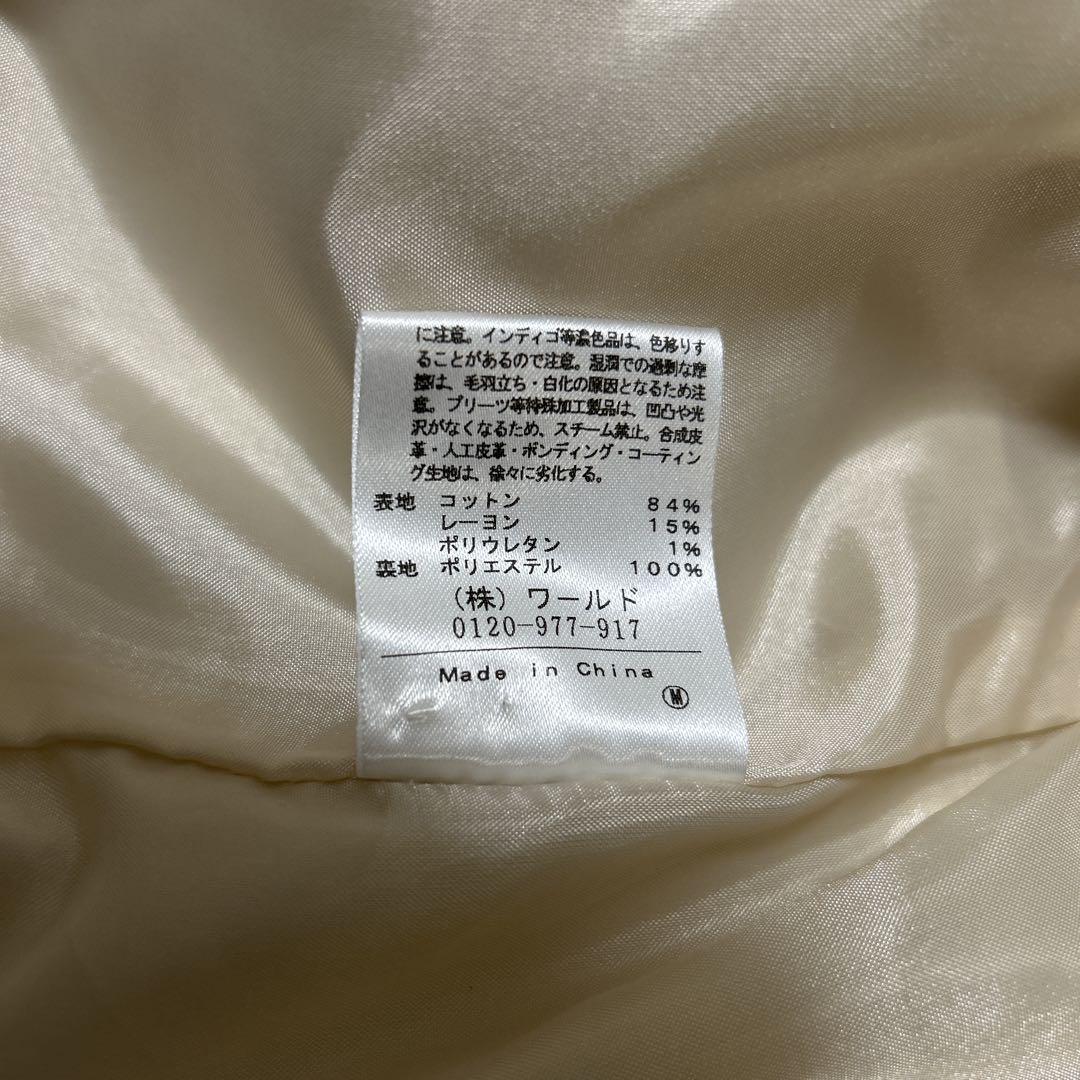 に注意。インディゴ等濃色品は、色移りす
ることがあるので注意。湿潤での過剰な摩
擦は、毛羽立ち・白化の原因となるため注
意。プリーツ等特殊加工製品は、凹凸や光
沢がなくなるため、スチーム禁止。合成皮
革・人工皮革・ボンディング・コーティン
グ生地は、徐々に劣化する。
表地 コットン 84%
レーヨン 15%
ポリウレタン 1%
裏地 ポリエステル 100%
（株）ワールド
0120-977-917
Made in China
Ⓜ